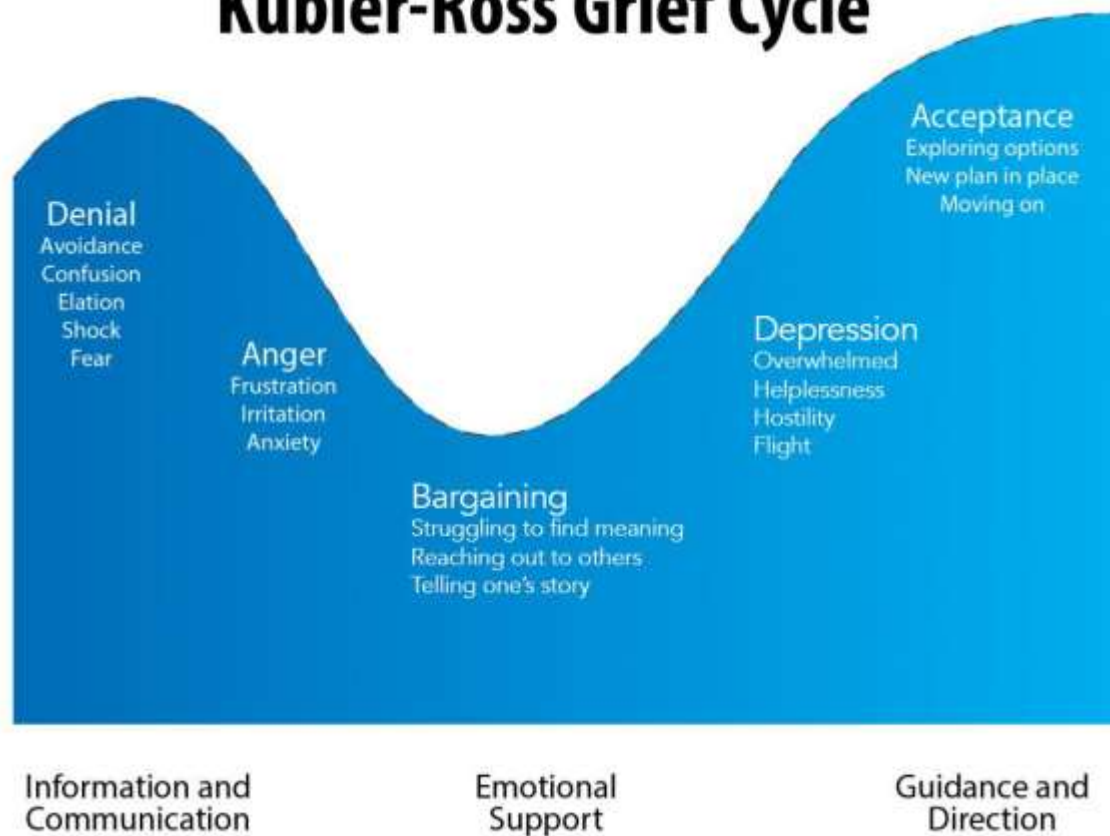 Kubler-Ross Grief Cycle
Denial
Avoidance
Confusion
Elation
Shock
Fear
Anger
Frustration
Irritation
Anxiety
Bargaining
Struggling to find meaning
Reaching out to others
Telling one's story
Depression
Overwhelmed
Helplessness
Hostility
Flight
Acceptance
Exploring options
New plan in place
Moving on
Information and
Communication
Emotional
Support
Guidance and
Direction